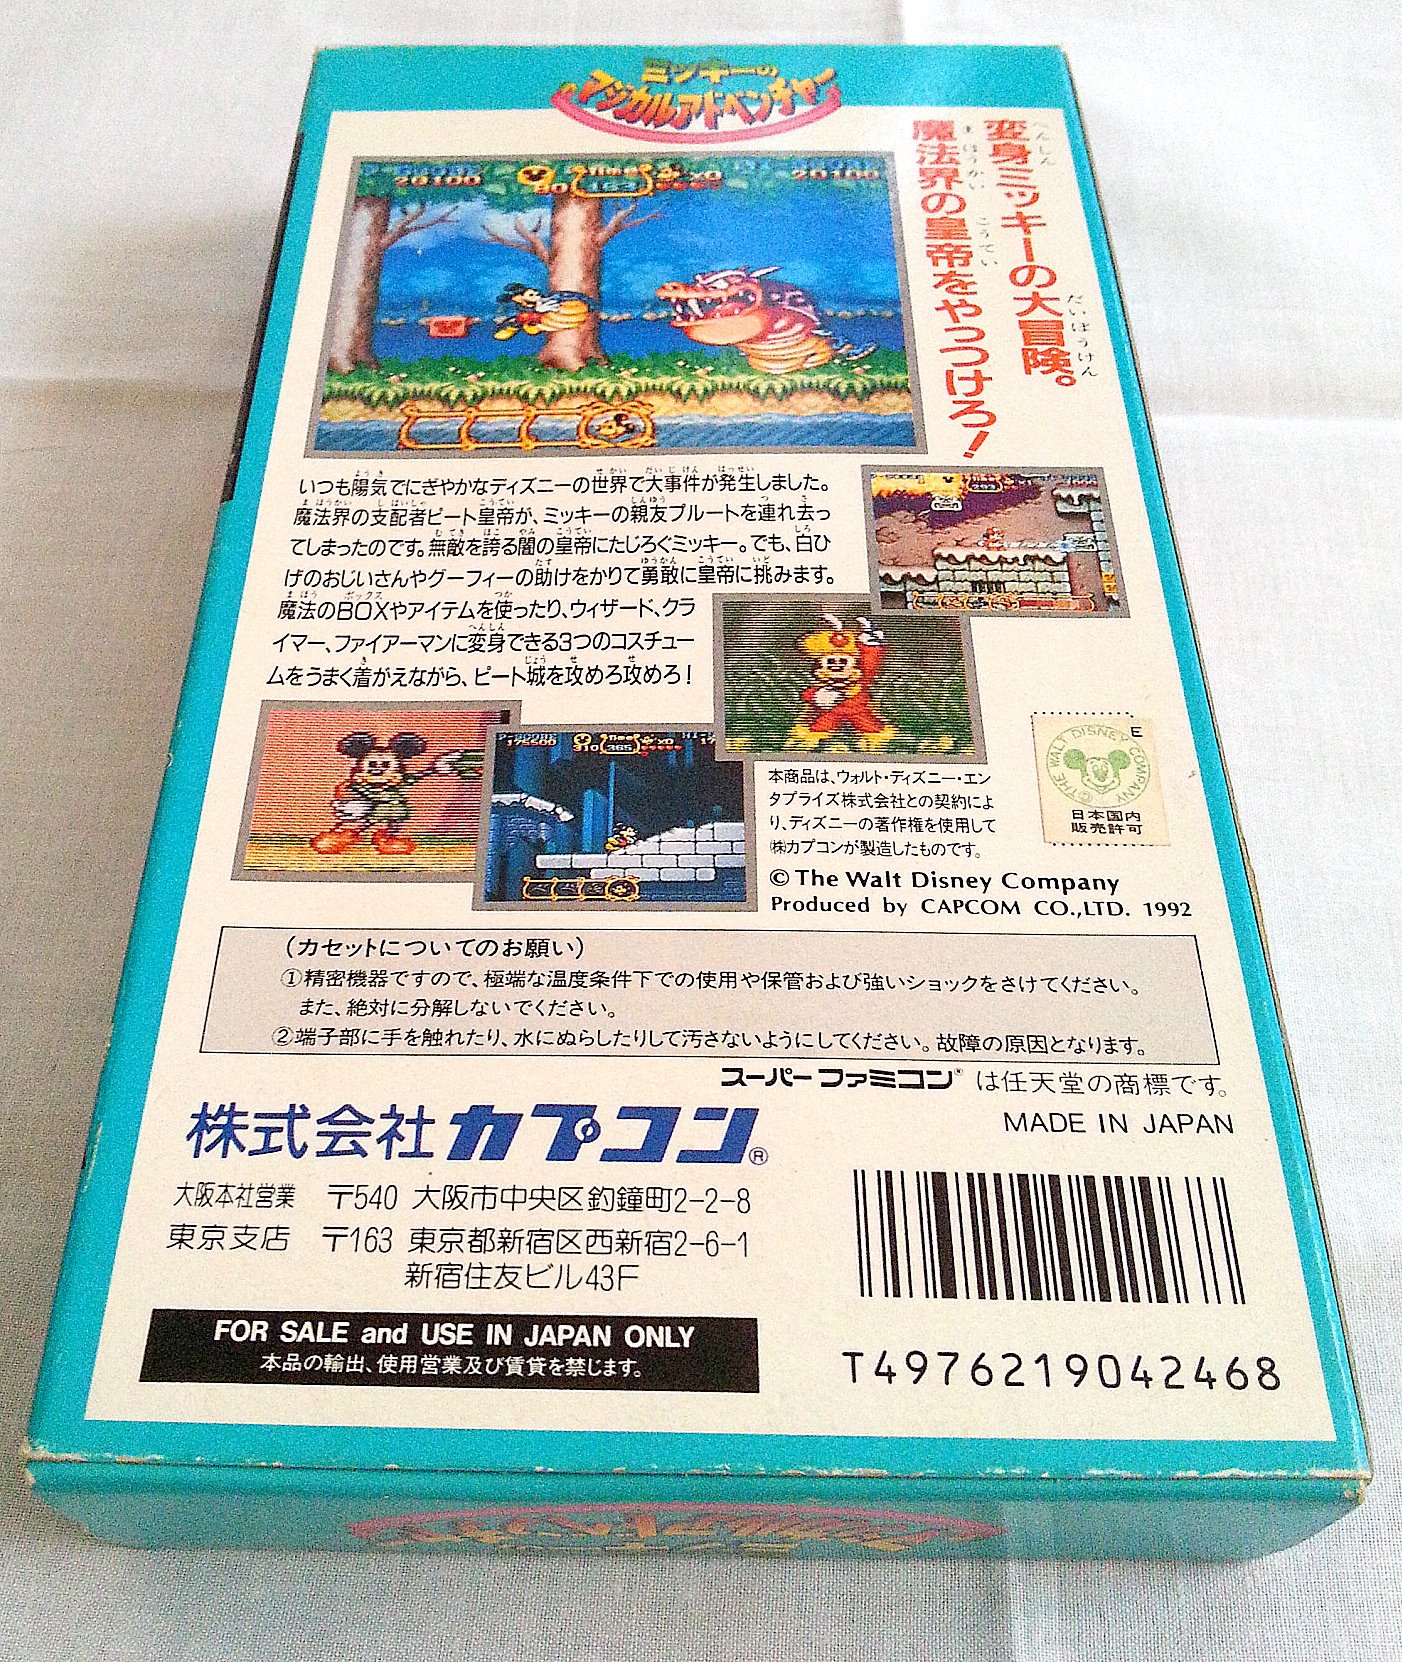 ミッキーの
マジカルアドベンチャー
変身ミッキーの大冒険。
魔法界の皇帝をやっつけろ！
20100
Time
20100
163
いつも陽気でにぎやかなディズニーの世界で大事件が発生しました。
魔法界の支配者ピート皇帝が、ミッキーの親友プルートを連れ去っ
てしまったのです。無敵を誇る闇の皇帝にたじろぐミッキー。でも、白ひ
げのおじいさんやグーフィーの助けをかりて勇敢に皇帝に挑みます。
魔法のBOXやアイテムを使ったり、ウィザード、クラ
イマー、ファイアーマンに変身できる3つのコスチュー
ムをうまく着がえながら、ピート城を攻めろ攻めろ！
Time
175500
310
365
本商品は、ウォルト・ディズニー・エン
タプライズ株式会社との契約によ
り、ディズニーの著作権を使用して
㈱カプコンが製造したものです。
E
©THE WALT DISNEY COMPANY
日本国内
販売許可
© The Walt Disney Company
Produced by CAPCOM CO.,LTD. 1992
（カセットについてのお願い）
①精密機器ですので、極端な温度条件下での使用や保管および強いショックをさけてください。
また、絶対に分解しないでください。
②端子部に手を触れたり、水にぬらしたりして汚さないようにしてください。故障の原因となります。
スーパーファミコン® は任天堂の商標です。
MADE IN JAPAN
株式会社カプコン®
大阪本社営業 〒540 大阪市中央区釣鐘町2-2-8
東京支店 〒163 東京都新宿区西新宿2-6-1
新宿住友ビル43F
FOR SALE and USE IN JAPAN ONLY
本品の輸出、使用営業及び賃貸を禁じます。
T4976219042468